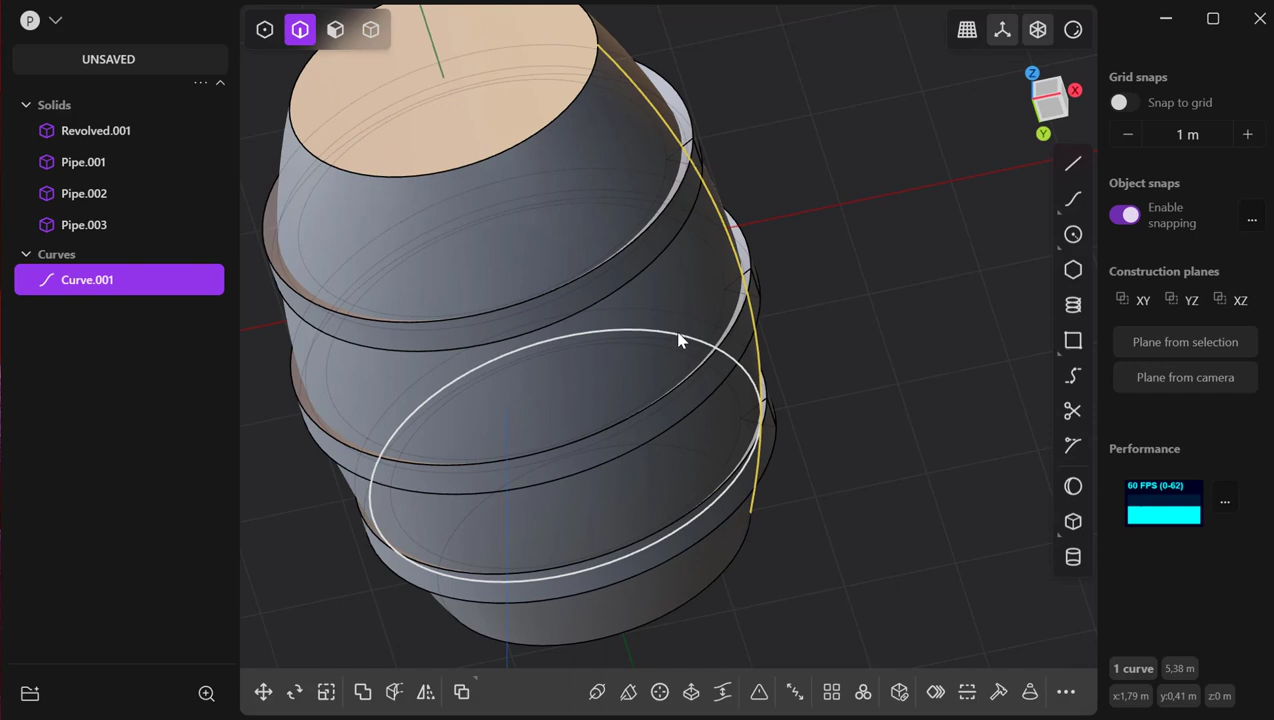 P
UNSAVED
...
Solids
Revolved.001
Pipe.001
Pipe.002
Pipe.003
Curves
Curve.001
Z
X
Y
Grid snaps
Snap to grid
− 1 m +
Object snaps
Enable
snapping
...
Construction planes
XY YZ XZ
Plane from selection
Plane from camera
Performance
60 FPS (0-62)
...
1 curve 5,38 m
x:1,79 m y:0,41 m z:0 m